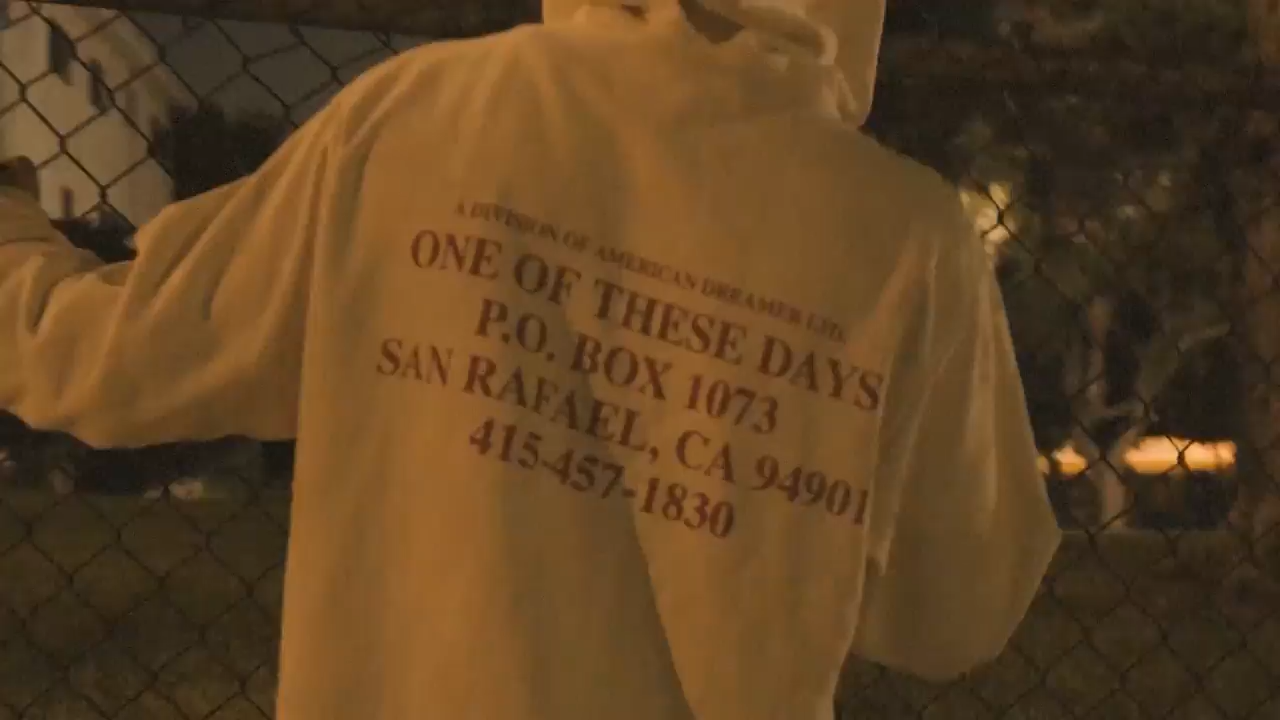 A DIVISION OF AMERICAN DREAMER LTD.
ONE OF THESE DAYS
P.O. BOX 1073
SAN RAFAEL, CA 94901
415-457-1830